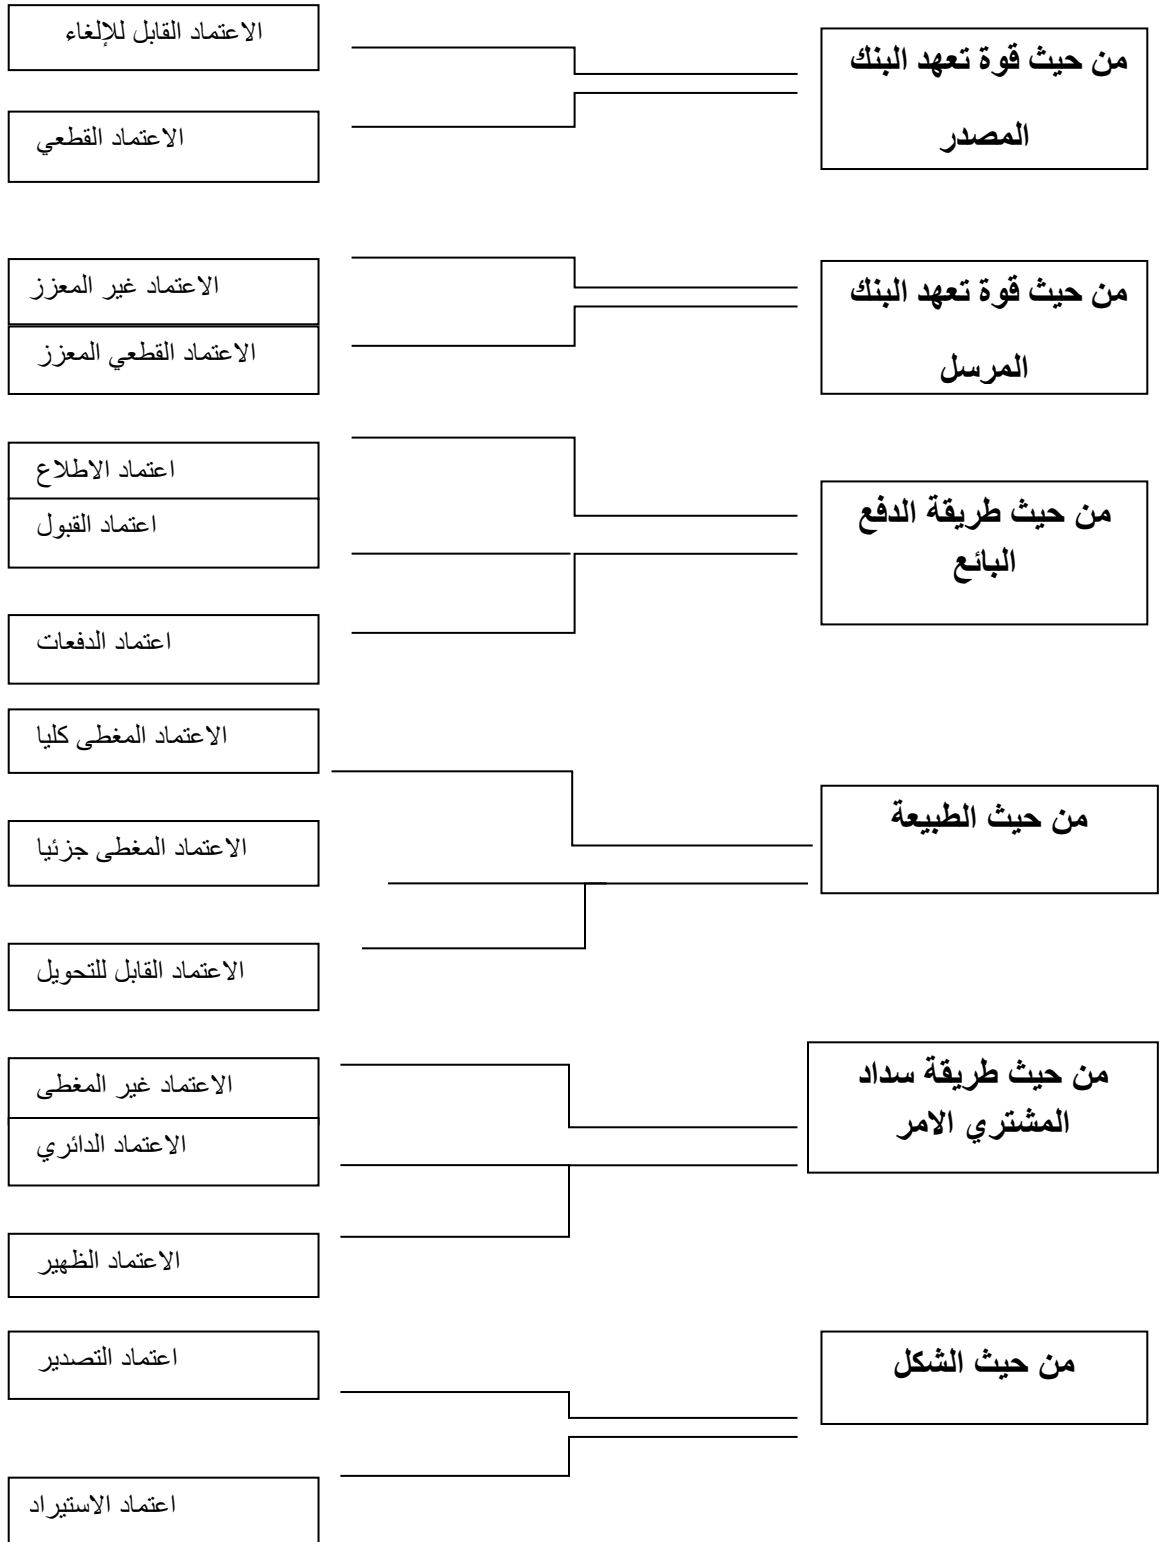 من حيث قوة تعهد البنك
المصدر
الاعتماد القابل للإلغاء
الاعتماد القطعي
من حيث قوة تعهد البنك
المرسل
الاعتماد غير المعزز
الاعتماد القطعي المعزز
من حيث طريقة الدفع
البائع
اعتماد الاطلاع
اعتماد القبول
اعتماد الدفعات
من حيث الطبيعة
الاعتماد المغطى كليا
الاعتماد المغطى جزئيا
الاعتماد القابل للتحويل
من حيث طريقة سداد
المشتري الامر
الاعتماد غير المغطى
الاعتماد الدائري
الاعتماد الظهير
من حيث الشكل
اعتماد التصدير
اعتماد الاستيراد